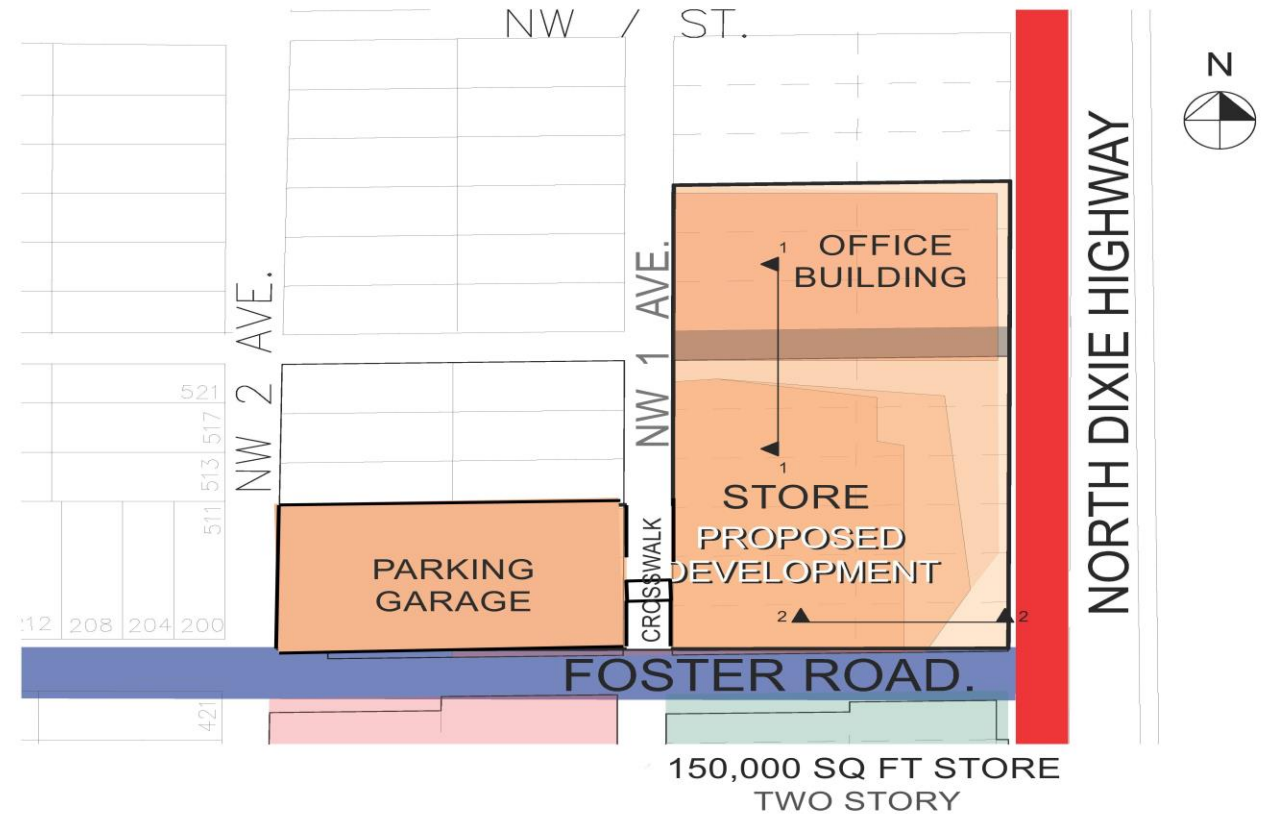 NW / ST.
N
NORTH DIXIE HIGHWAY
OFFICE
BUILDING
1
NW 1 AVE.
NW 2 AVE.
521
517
513
511
1
STORE
PROPOSED
DEVELOPMENT
CROSSWALK
PARKING
GARAGE
2
2
12
208
204
200
FOSTER ROAD.
421
150,000 SQ FT STORE
TWO STORY